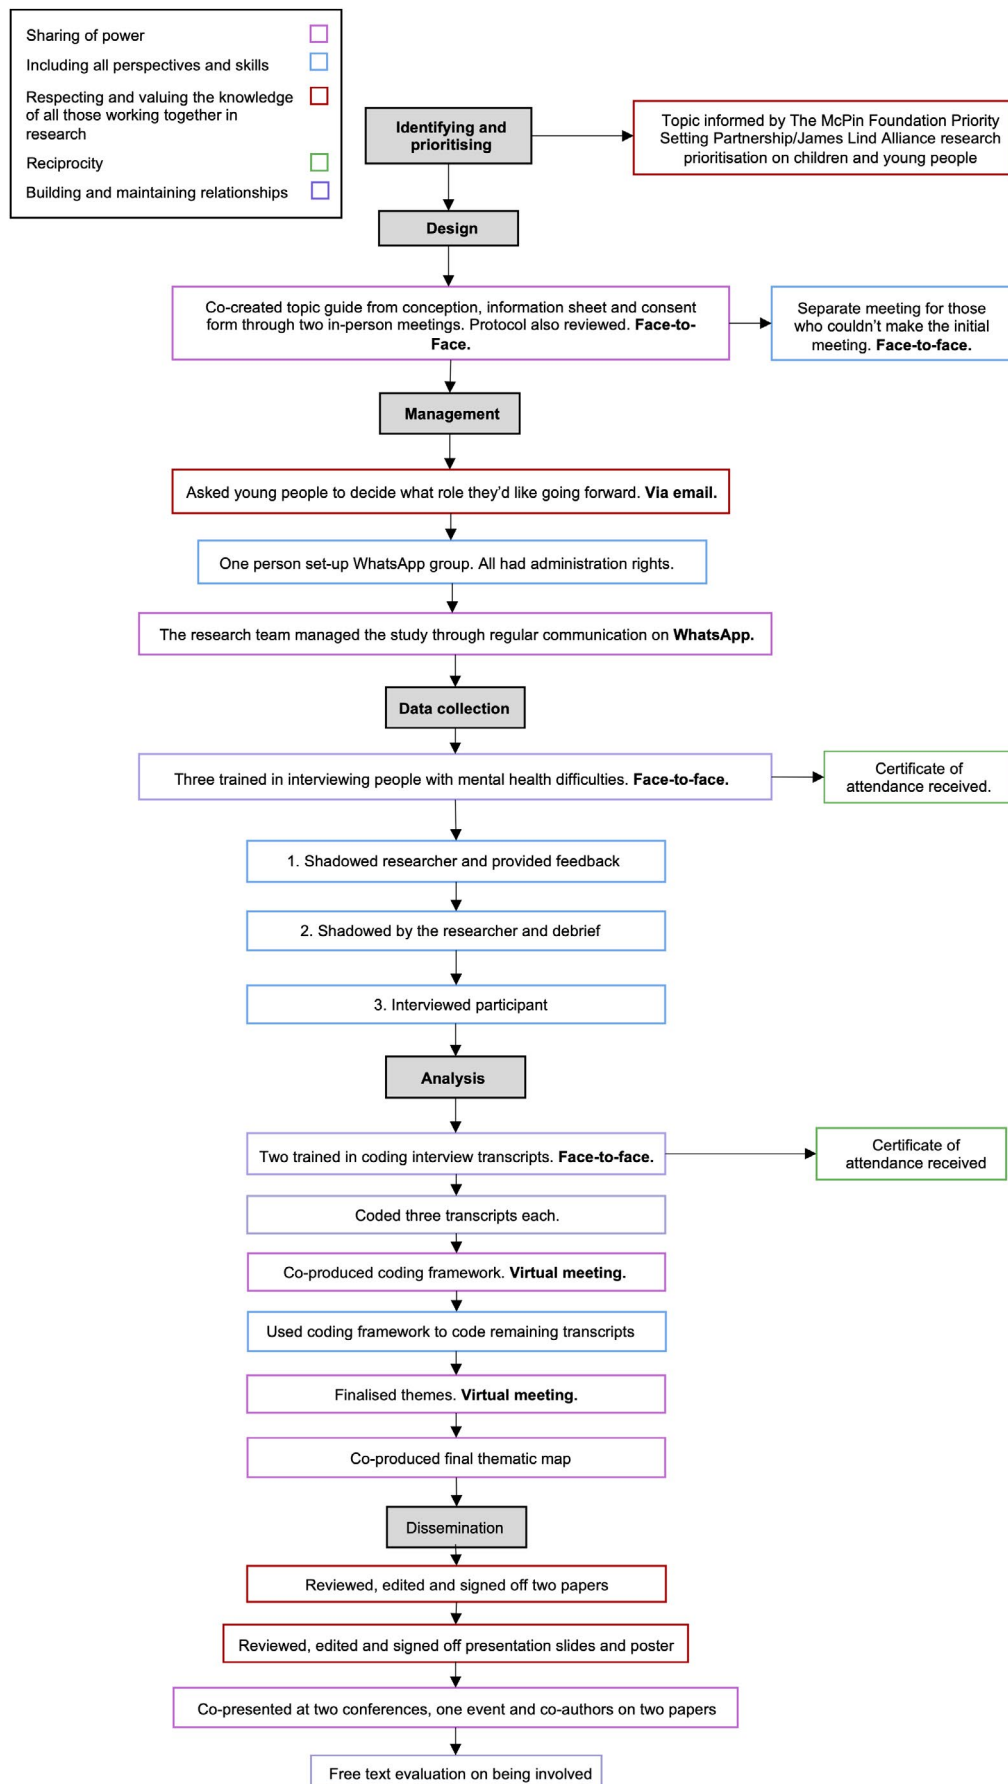 Sharing of power
Including all perspectives and skills
Respecting and valuing the knowledge
of all those working together in
research
Reciprocity
Building and maintaining relationships
Identifying and
prioritising
Topic informed by The McPin Foundation Priority
Setting Partnership/James Lind Alliance research
prioritisation on children and young people
Design
Co-created topic guide from conception, information sheet and consent
form through two in-person meetings. Protocol also reviewed. Face-to-
Face.
Separate meeting for those
who couldn’t make the initial
meeting. Face-to-face.
Management
Asked young people to decide what role they’d like going forward. Via email.
One person set-up WhatsApp group. All had administration rights.
The research team managed the study through regular communication on WhatsApp.
Data collection
Three trained in interviewing people with mental health difficulties. Face-to-face.
Certificate of
attendance received.
1. Shadowed researcher and provided feedback
2. Shadowed by the researcher and debrief
3. Interviewed participant
Analysis
Two trained in coding interview transcripts. Face-to-face.
Certificate of
attendance received
Coded three transcripts each.
Co-produced coding framework. Virtual meeting.
Used coding framework to code remaining transcripts
Finalised themes. Virtual meeting.
Co-produced final thematic map
Dissemination
Reviewed, edited and signed off two papers
Reviewed, edited and signed off presentation slides and poster
Co-presented at two conferences, one event and co-authors on two papers
Free text evaluation on being involved